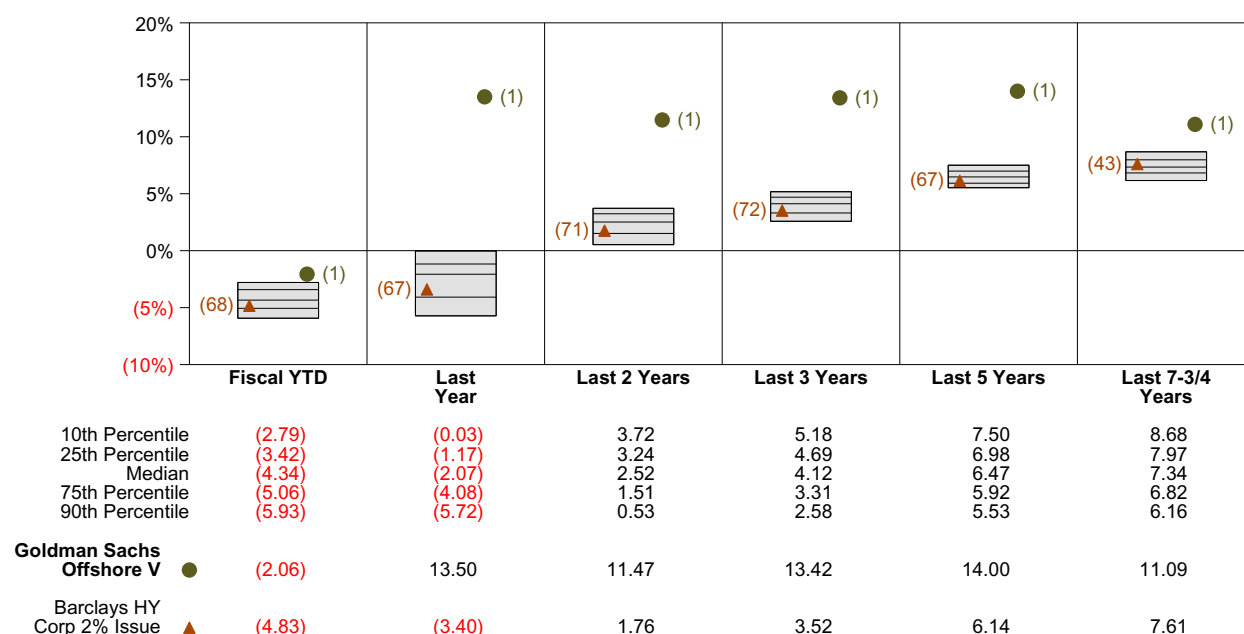 20%
15%
10%
5%
0%
(5%)
(10%)
(68)
(1)
(67)
(1)
(71)
(1)
(72)
(1)
(67)
(1)
(43)
(1)
Fiscal YTD
Last
Year
Last 2 Years
Last 3 Years
Last 5 Years
Last 7-3/4
Years
10th Percentile (2.79) (0.03) 3.72 5.18 7.50 8.68
25th Percentile (3.42) (1.17) 3.24 4.69 6.98 7.97
Median (4.34) (2.07) 2.52 4.12 6.47 7.34
75th Percentile (5.06) (4.08) 1.51 3.31 5.92 6.82
90th Percentile (5.93) (5.72) 0.53 2.58 5.53 6.16
Goldman Sachs
Offshore V (2.06) 13.50 11.47 13.42 14.00 11.09
Barclays HY
Corp 2% Issue (4.83) (3.40) 1.76 3.52 6.14 7.61